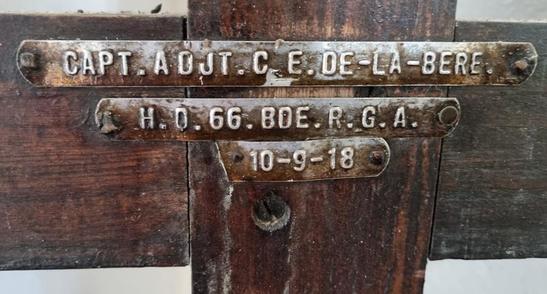 CAPT. ADJT. C. E. DE-LA-BERE.
H.Q. 66. BDE. R.G.A.
10-9-18